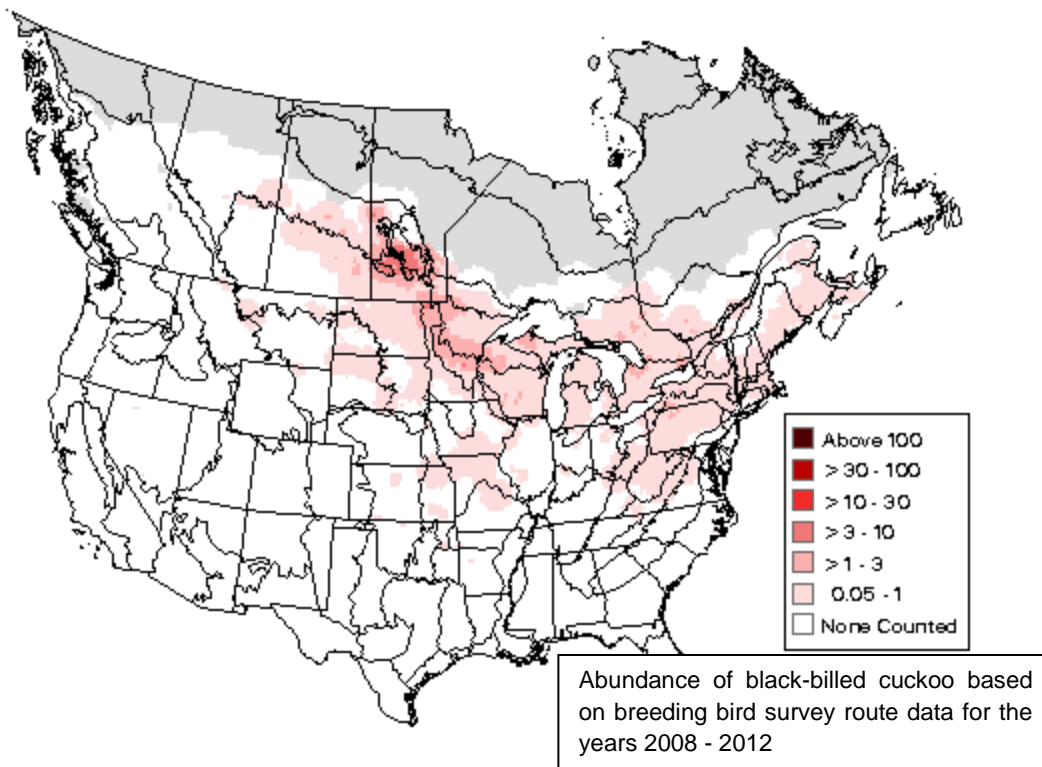 Above 100
>30 - 100
>10 - 30
>3 - 10
>1 - 3
0.05 - 1
None Counted
Abundance of black-billed cuckoo based
on breeding bird survey route data for the
years 2008 - 2012